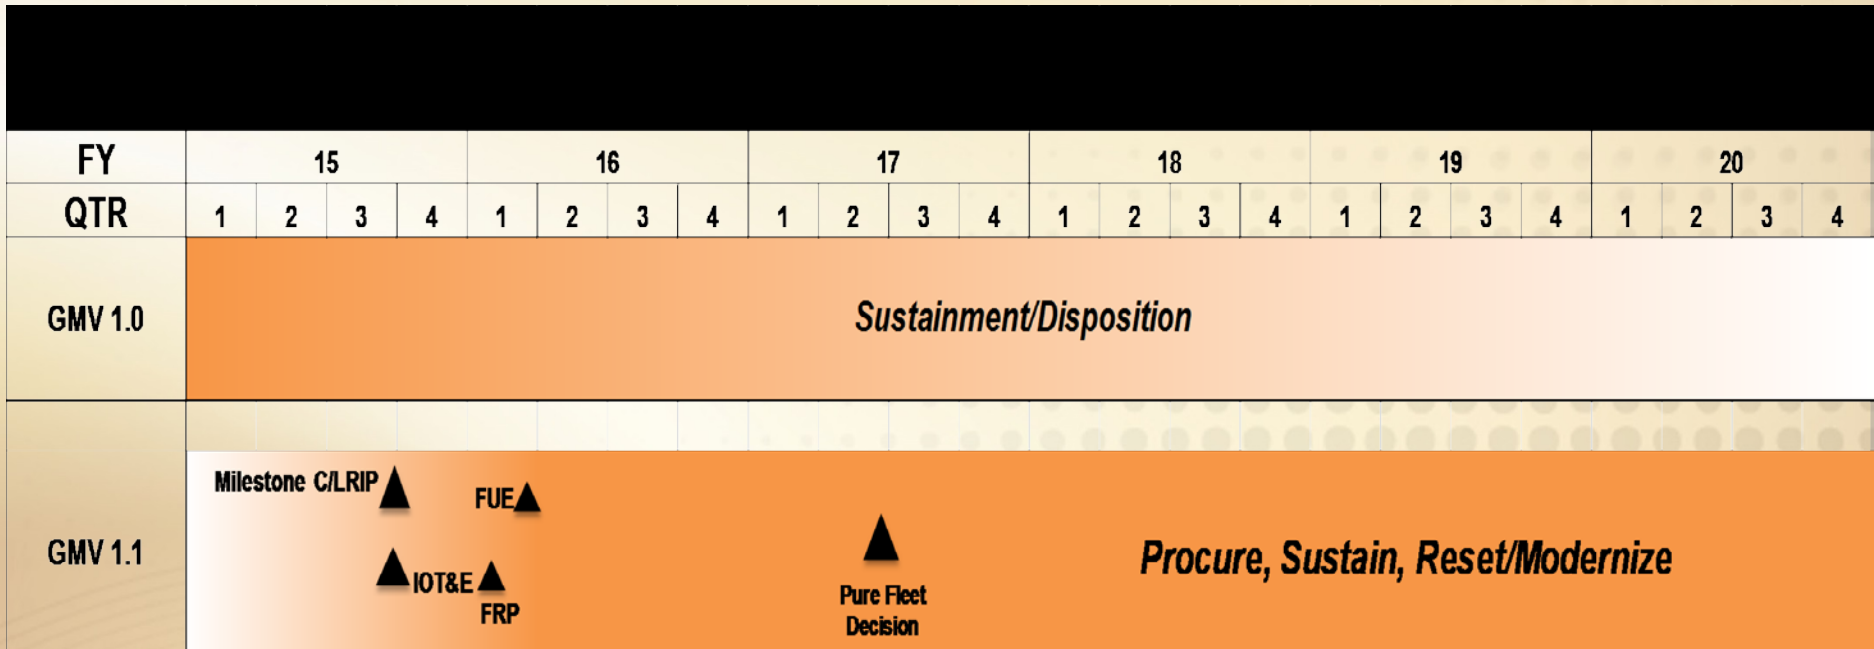 FY 15 16 17 18 19 20
QTR 1 2 3 4 1 2 3 4 1 2 3 4 1 2 3 4 1 2 3 4 1 2 3 4
GMV 1.0 Sustainment/Disposition
Milestone C/LRIP
FUE
GMV 1.1
IOT&E
FRP
Pure Fleet
Decision
Procure, Sustain, Reset/Modernize